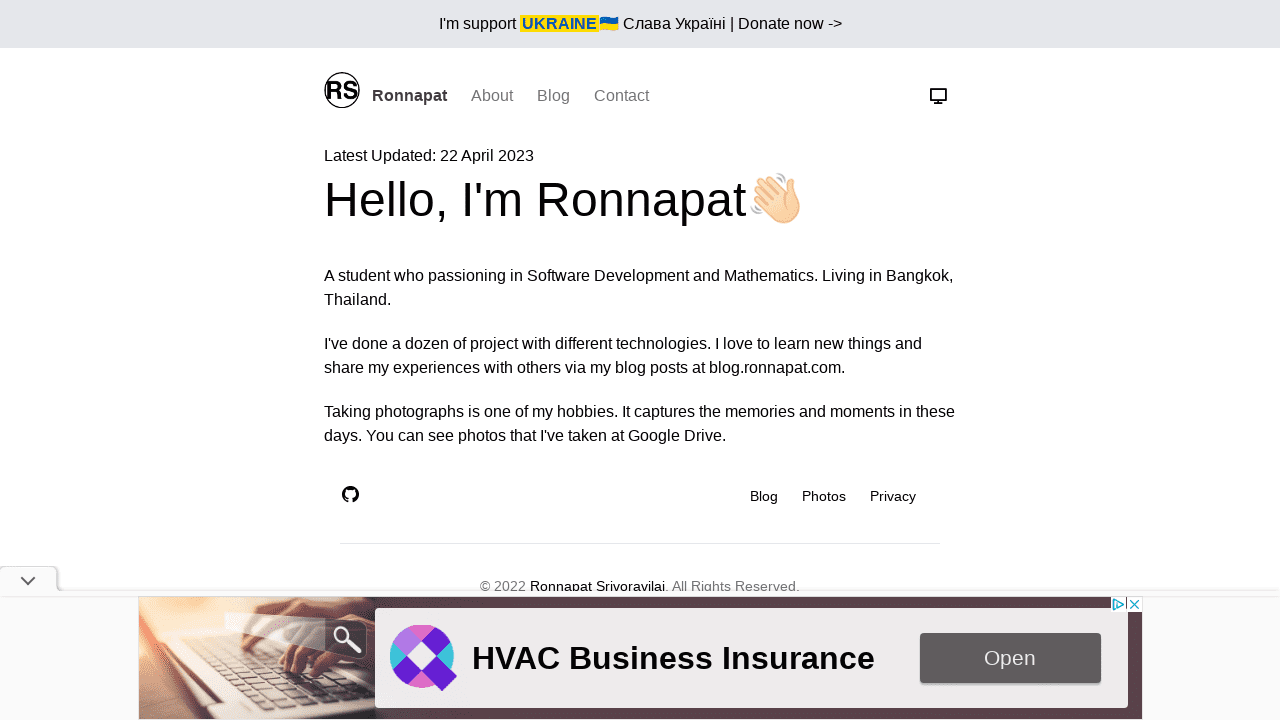 I'm support UKRAINE🇺🇦 Слава Україні | Donate now ->
RS Ronnapat About Blog Contact
Latest Updated: 22 April 2023
Hello, I'm Ronnapat👋🏻
A student who passioning in Software Development and Mathematics. Living in Bangkok,
Thailand.
I've done a dozen of project with different technologies. I love to learn new things and
share my experiences with others via my blog posts at blog.ronnapat.com.
Taking photographs is one of my hobbies. It captures the memories and moments in these
days. You can see photos that I've taken at Google Drive.
Blog Photos Privacy
© 2022 Ronnapat Srivoravilai. All Rights Reserved.
HVAC Business Insurance
Open